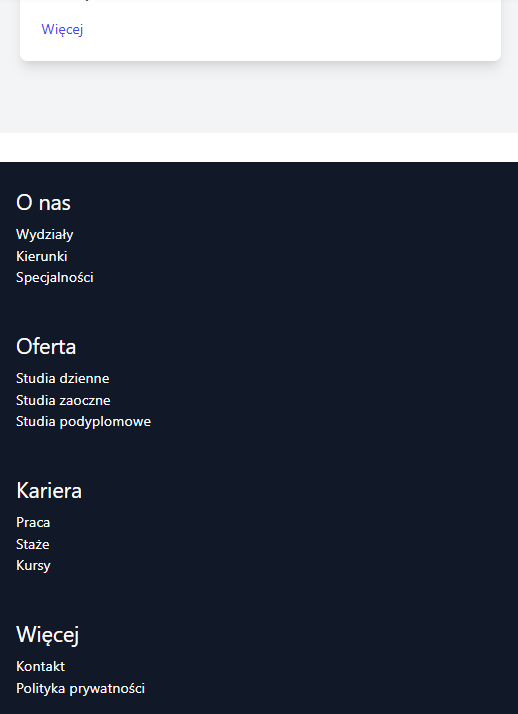 Więcej
O nas
Wydziały
Kierunki
Specjalności
Oferta
Studia dzienne
Studia zaoczne
Studia podyplomowe
Kariera
Praca
Staże
Kursy
Więcej
Kontakt
Polityka prywatności